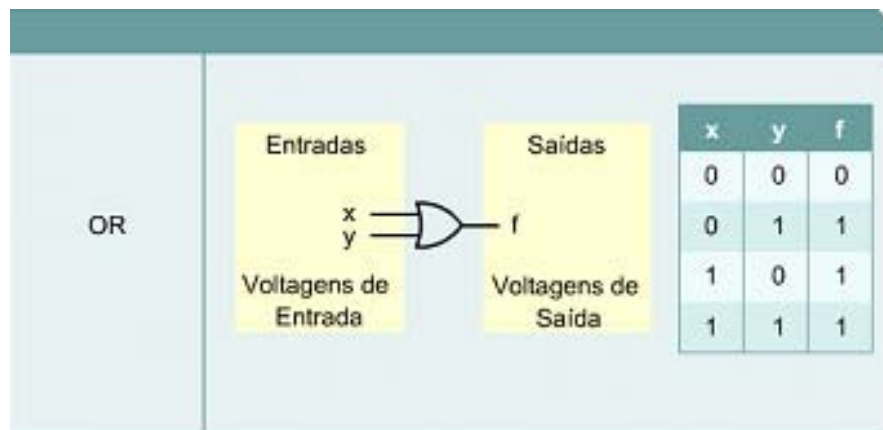 OR
Entradas
x
y
Voltagens de
Entrada
Saídas
f
Voltagens de
Saída
x y f
0 0 0
0 1 1
1 0 1
1 1 1